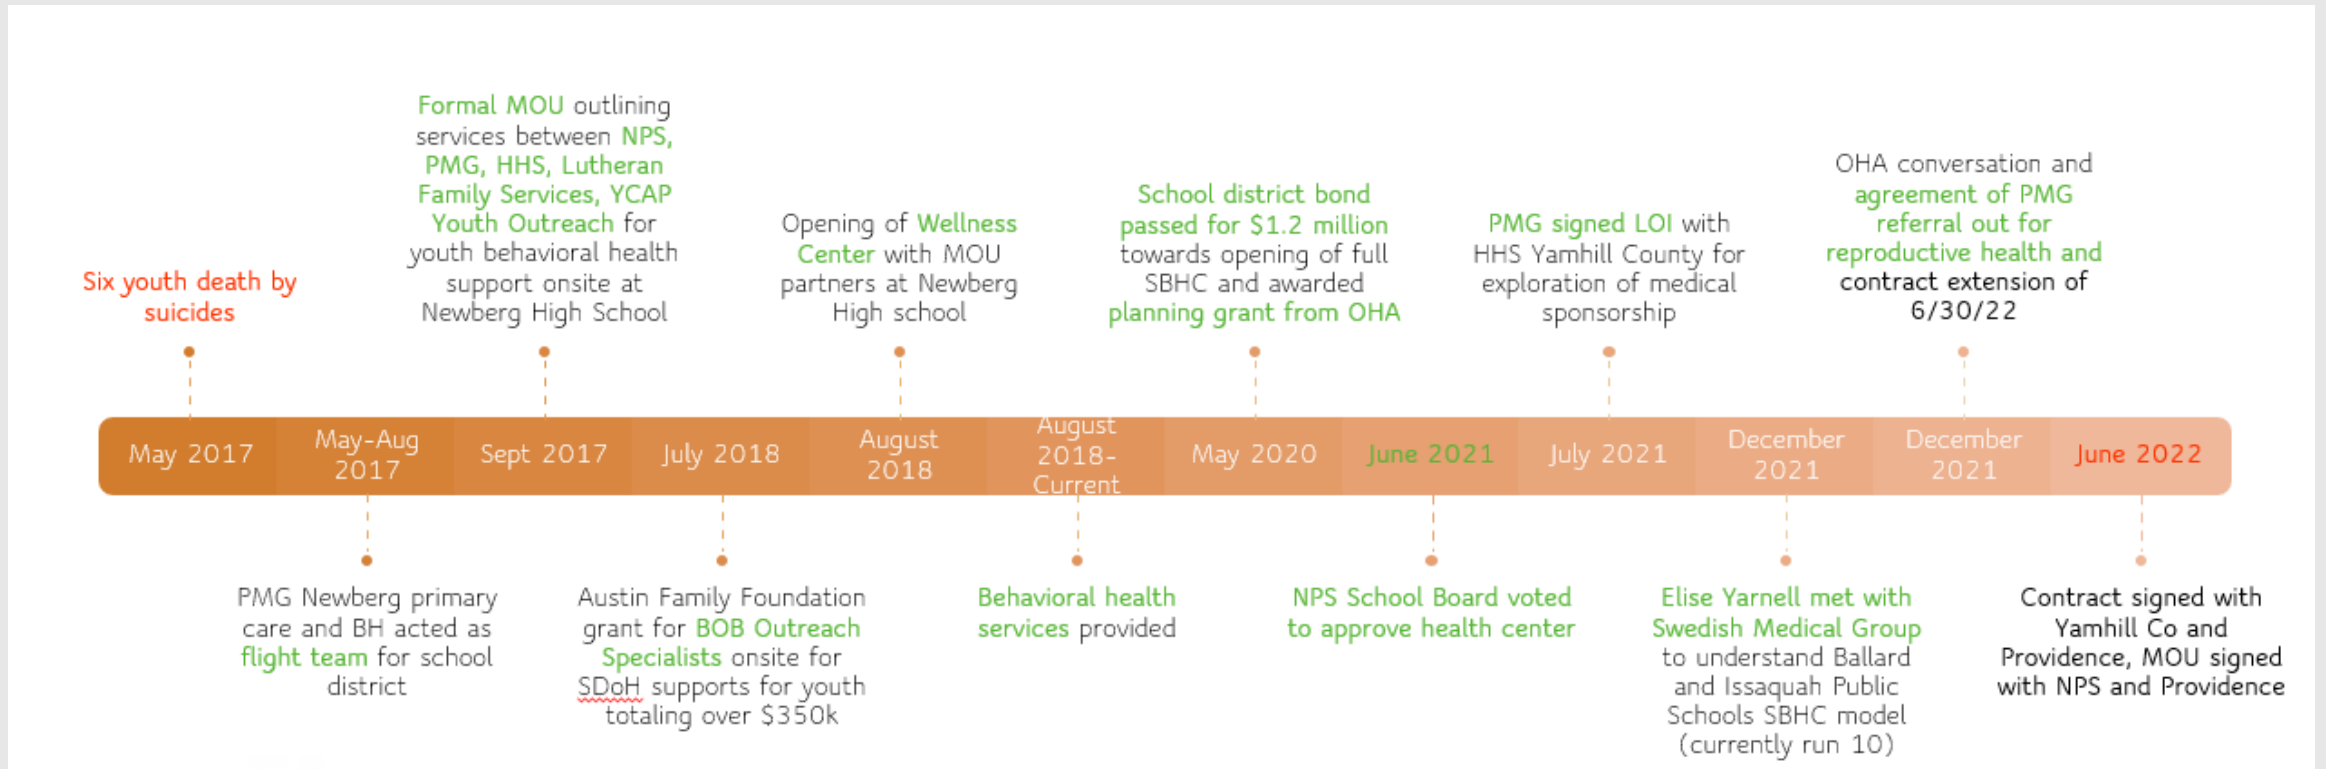 Six youth death by
suicides
Formal MOU outlining
services between NPS,
PMG, HHS, Lutheran
Family Services, YCAP
Youth Outreach for
youth behavioral health
support onsite at
Newberg High School
Opening of Wellness
Center with MOU
partners at Newberg
High school
School district bond
passed for $1.2 million
towards opening of full
SBHC and awarded
planning grant from OHA
PMG signed LOI with
HHS Yamhill County for
exploration of medical
sponsorship
OHA conversation and
agreement of PMG
referral out for
reproductive health and
contract extension of
6/30/22
May 2017
May-Aug
2017
Sept 2017
July 2018
August
2018
August
2018-
Current
May 2020
June 2021
July 2021
December
2021
December
2021
June 2022
PMG Newberg primary
care and BH acted as
flight team for school
district
Austin Family Foundation
grant for BOB Outreach
Specialists onsite for
SDoH supports for youth
totaling over $350k
Behavioral health
services provided
NPS School Board voted
to approve health center
Elise Yarnell met with
Swedish Medical Group
to understand Ballard
and Issaquah Public
Schools SBHC model
(currently run 10)
Contract signed with
Yamhill Co and
Providence, MOU signed
with NPS and Providence